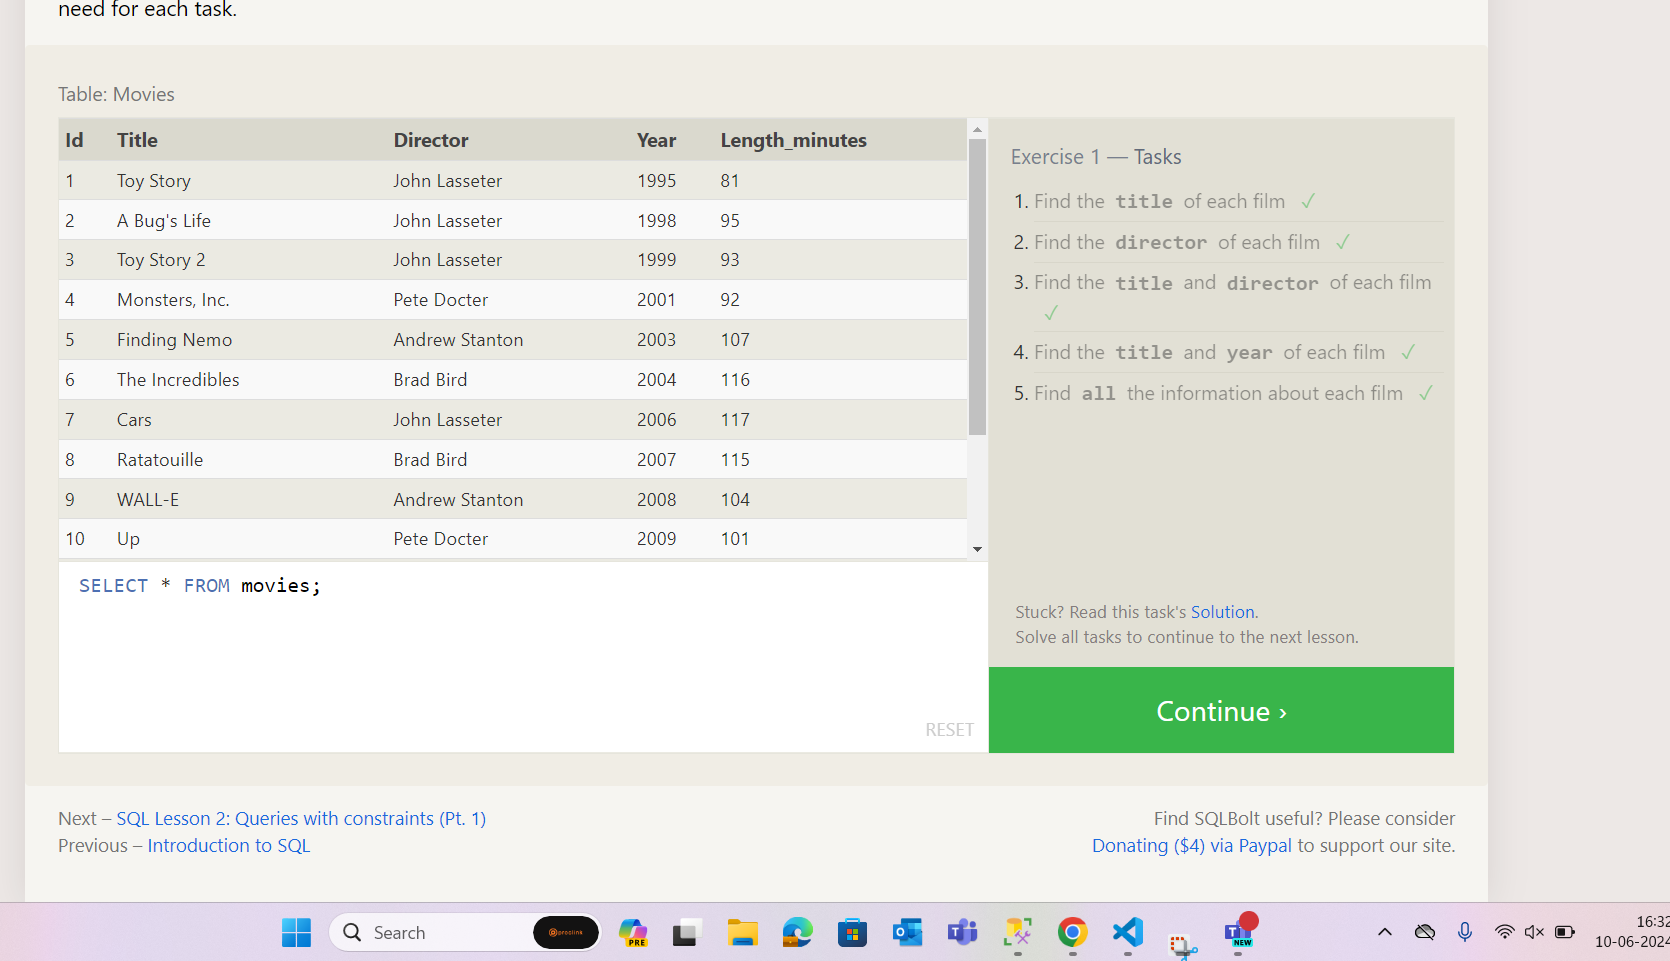 need for each task.
Table: Movies
Id Title Director Year Length_minutes
1 Toy Story John Lasseter 1995 81
2 A Bug's Life John Lasseter 1998 95
3 Toy Story 2 John Lasseter 1999 93
4 Monsters, Inc. Pete Docter 2001 92
5 Finding Nemo Andrew Stanton 2003 107
6 The Incredibles Brad Bird 2004 116
7 Cars John Lasseter 2006 117
8 Ratatouille Brad Bird 2007 115
9 WALL-E Andrew Stanton 2008 104
10 Up Pete Docter 2009 101
SELECT * FROM movies;
RESET
Exercise 1 — Tasks
1. Find the title of each film ✓
2. Find the director of each film ✓
3. Find the title and director of each film
✓
4. Find the title and year of each film ✓
5. Find all the information about each film ✓
Stuck? Read this task's Solution.
Solve all tasks to continue to the next lesson.
Continue ›
Next – SQL Lesson 2: Queries with constraints (Pt. 1)
Previous – Introduction to SQL
Find SQLBolt useful? Please consider
Donating ($4) via Paypal to support our site.
Search
proclink
PRE
NEW
16:32
10-06-2024